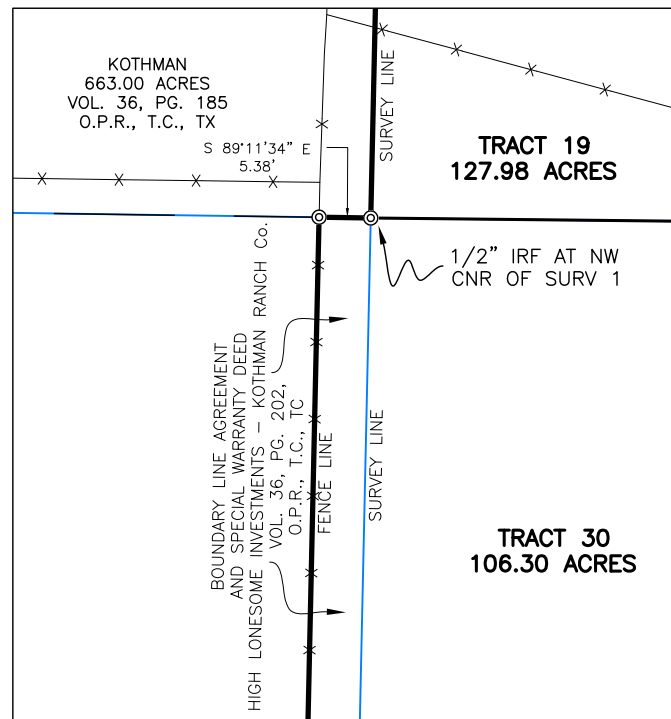 KOTHMAN
663.00 ACRES
VOL. 36, PG. 185
O.P.R., T.C., TX
S 89°11'34" E
5.38'
SURVEY LINE
TRACT 19
127.98 ACRES
1/2" IRF AT NW
CNR OF SURV 1
BOUNDARY LINE AGREEMENT
AND SPECIAL WARRANTY DEED
HIGH LONESOME INVESTMENTS – KOTHMAN RANCH Co.
VOL. 36, PG. 202,
O.P.R., T.C., TC
FENCE LINE
SURVEY LINE
TRACT 30
106.30 ACRES